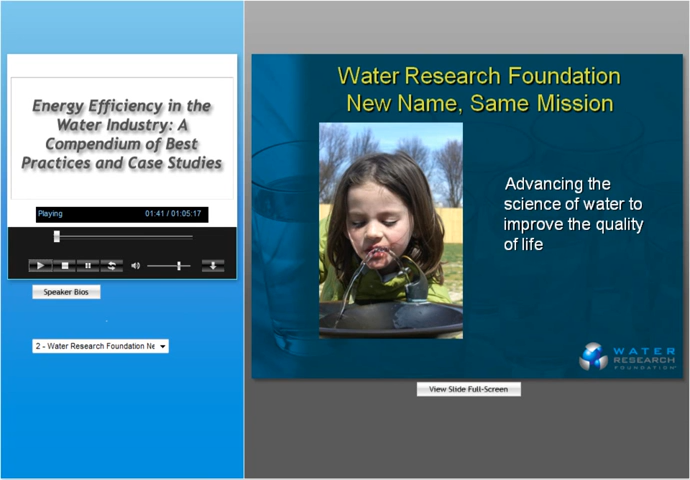 Energy Efficiency in the
Water Industry: A
Compendium of Best
Practices and Case Studies
Playing 01:41 / 01:05:17
Speaker Bios
2 - Water Research Foundation Ne
Water Research Foundation
New Name, Same Mission
Advancing the
science of water to
improve the quality
of life
WATER
RESEARCH
FOUNDATION
View Slide Full-Screen